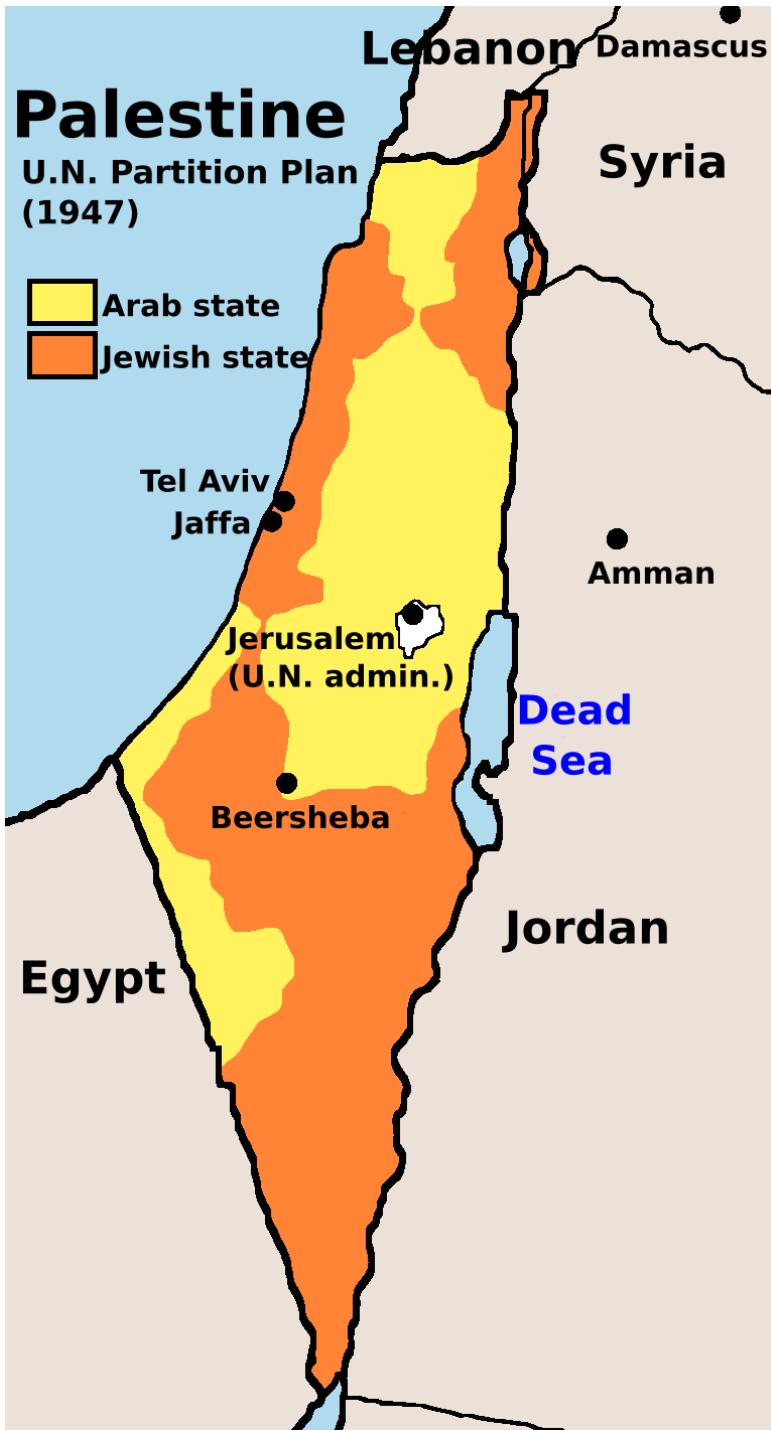 Lebanon
Damascus
Palestine
U.N. Partition Plan
(1947)
Syria
Arab state
Jewish state
Tel Aviv
Jaffa
Amman
Jerusalem
(U.N. admin.)
Dead
Sea
Beersheba
Jordan
Egypt